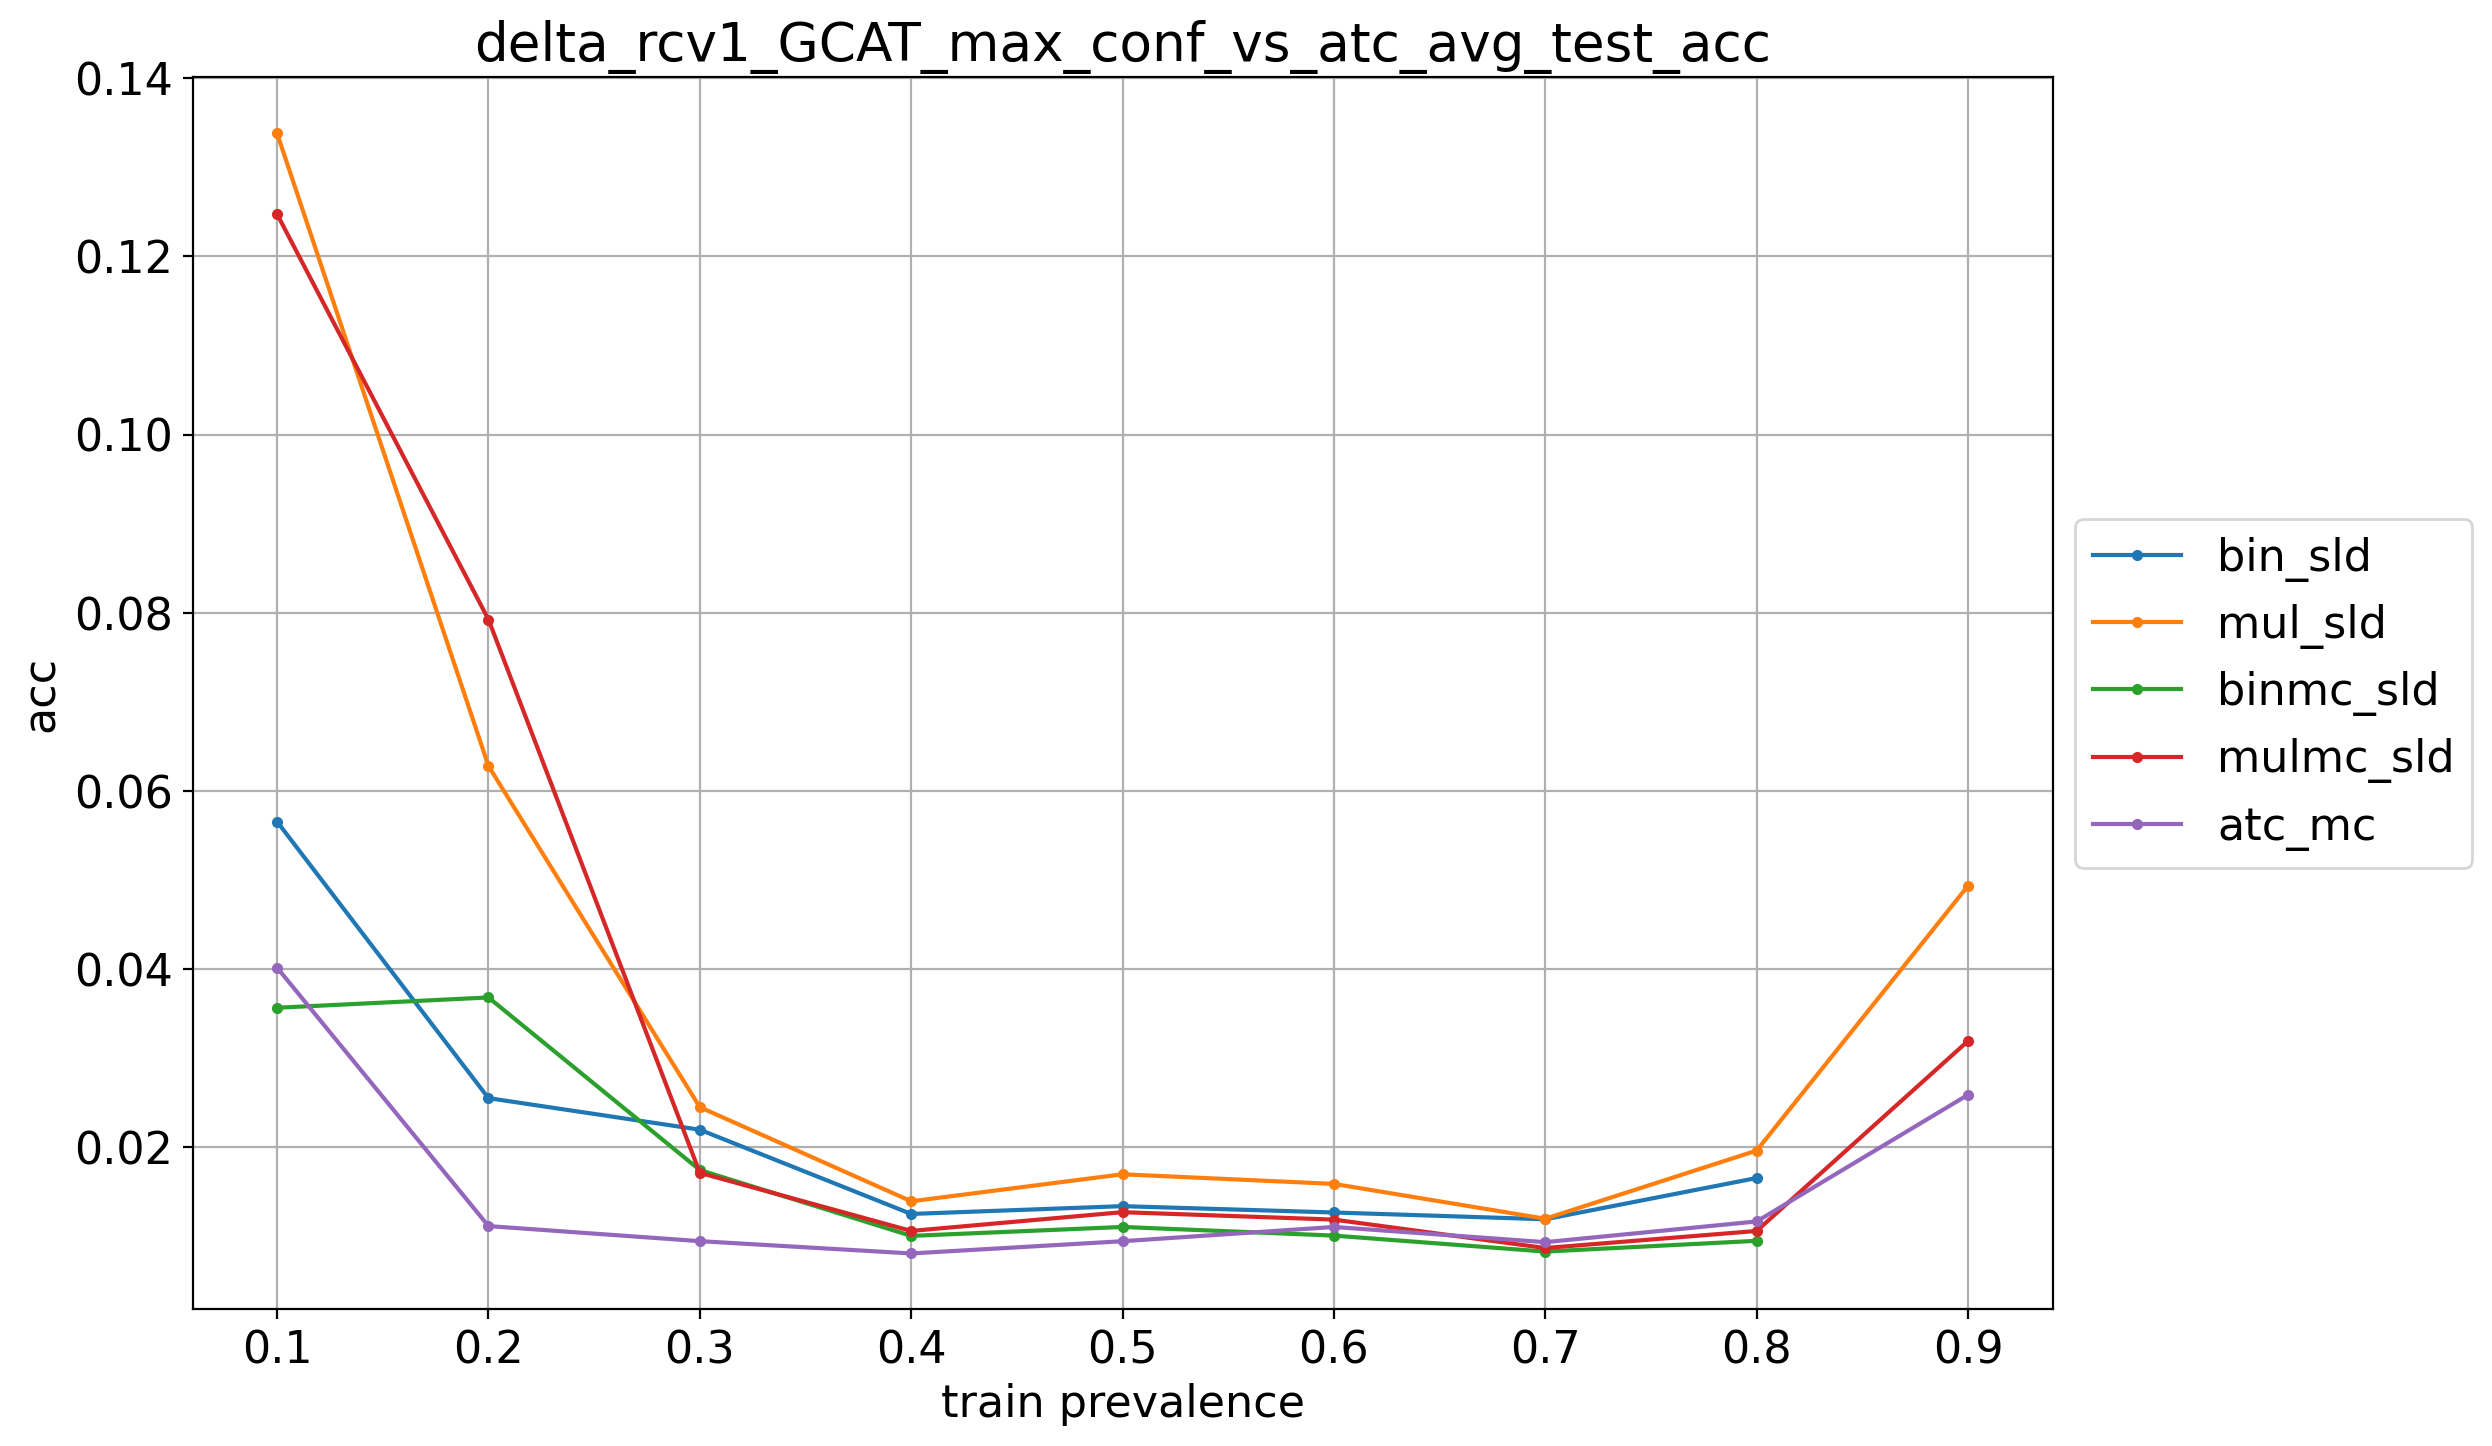 delta_rcv1_GCAT_max_conf_vs_atc_avg_test_acc
0.14
0.12
0.10
0.08
0.06
0.04
0.02
acc
0.1 0.2 0.3 0.4 0.5 0.6 0.7 0.8 0.9
train prevalence
bin_sld
mul_sld
binmc_sld
mulmc_sld
atc_mc